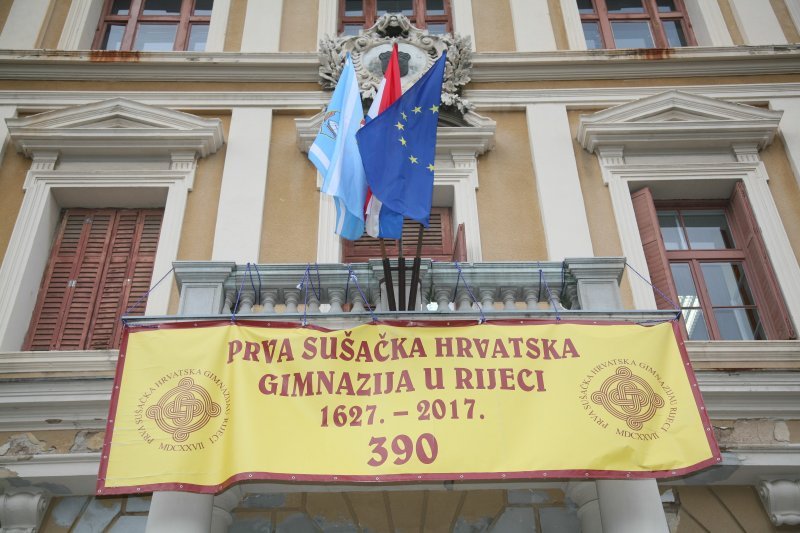 PRVA SUŠAČKA HRVATSKA
GIMNAZIJA U RIJECI
1627. – 2017.
390
PRVA SUŠAČKA HRVATSKA GIMNAZIJA U RIJECI
MDCXXVII
PRVA SUŠAČKA HRVATSKA GIMNAZIJA U RIJECI
MDCXXVII